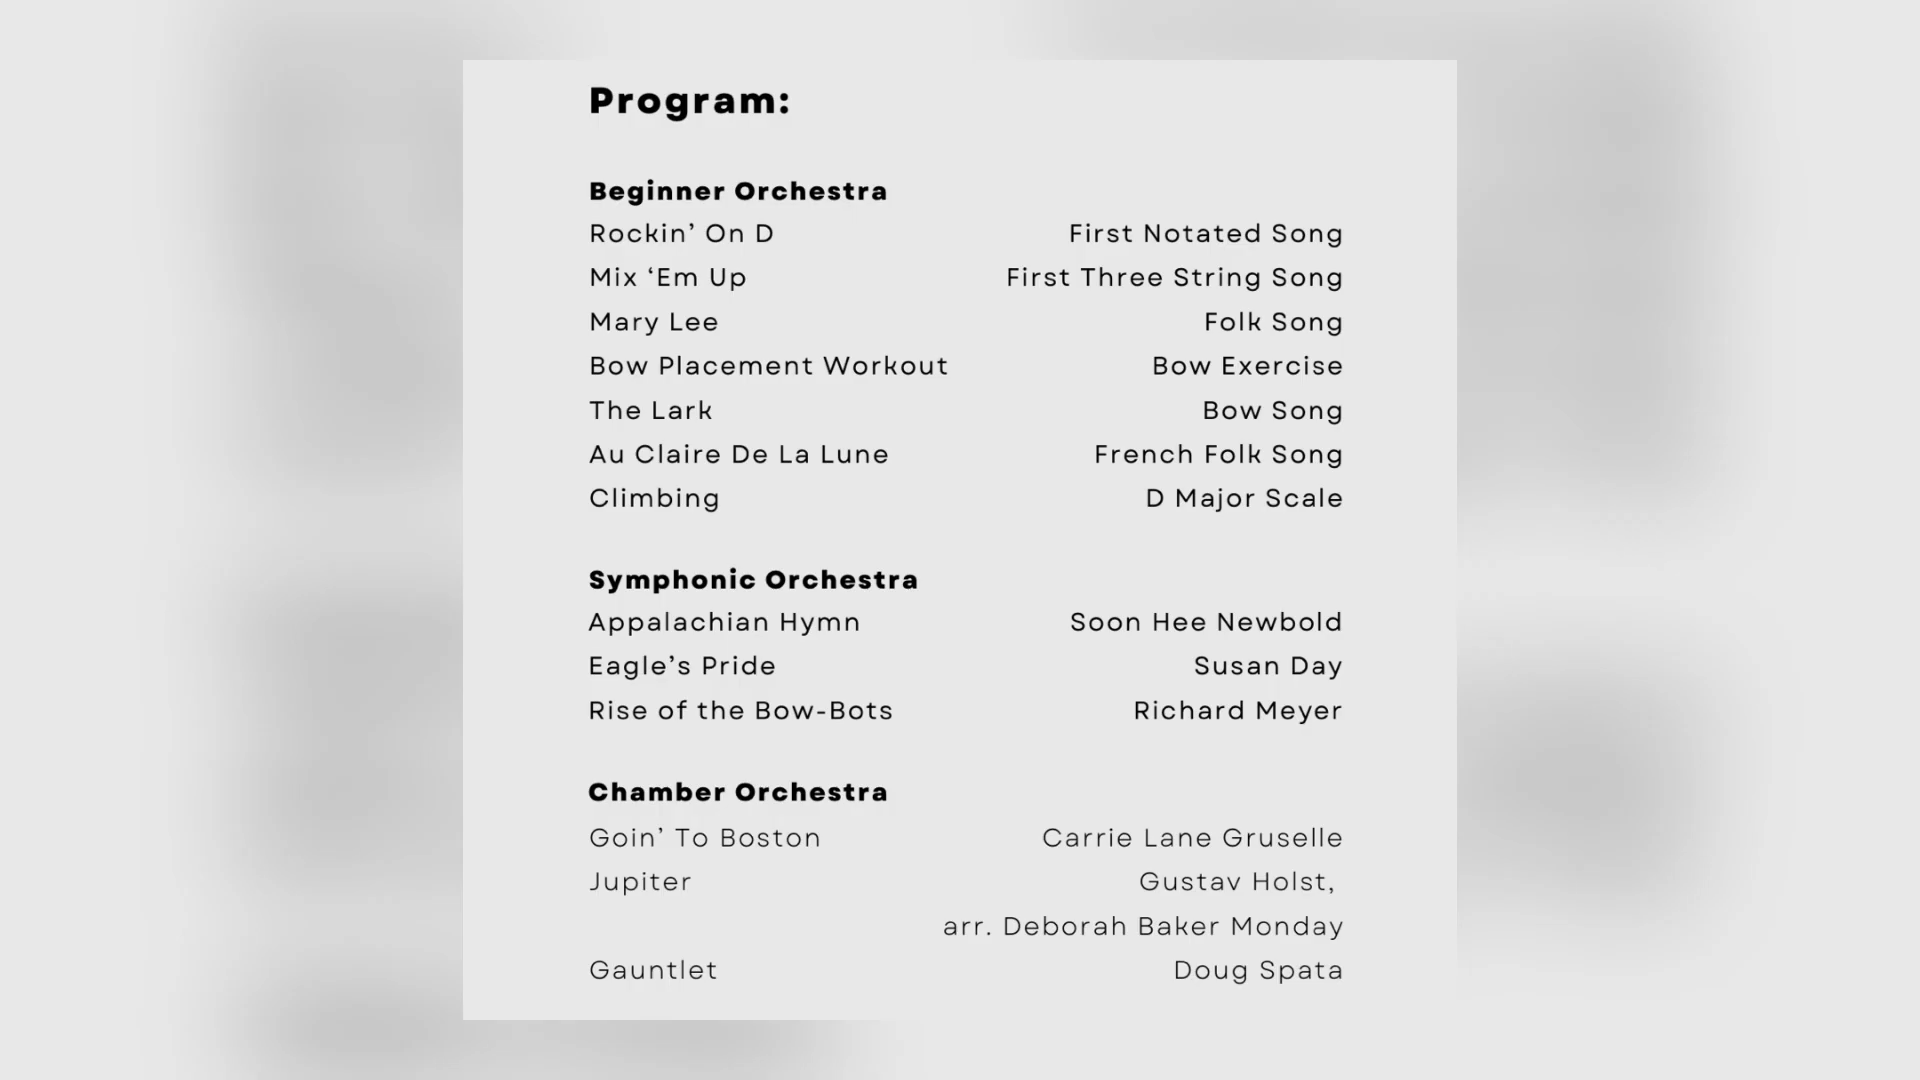 Program:
Beginner Orchestra
Rockin’ On D First Notated Song
Mix ‘Em Up First Three String Song
Mary Lee Folk Song
Bow Placement Workout Bow Exercise
The Lark Bow Song
Au Claire De La Lune French Folk Song
Climbing D Major Scale
Symphonic Orchestra
Appalachian Hymn Soon Hee Newbold
Eagle’s Pride Susan Day
Rise of the Bow-Bots Richard Meyer
Chamber Orchestra
Goin’ To Boston Carrie Lane Gruselle
Jupiter Gustav Holst,
arr. Deborah Baker Monday
Gauntlet Doug Spata